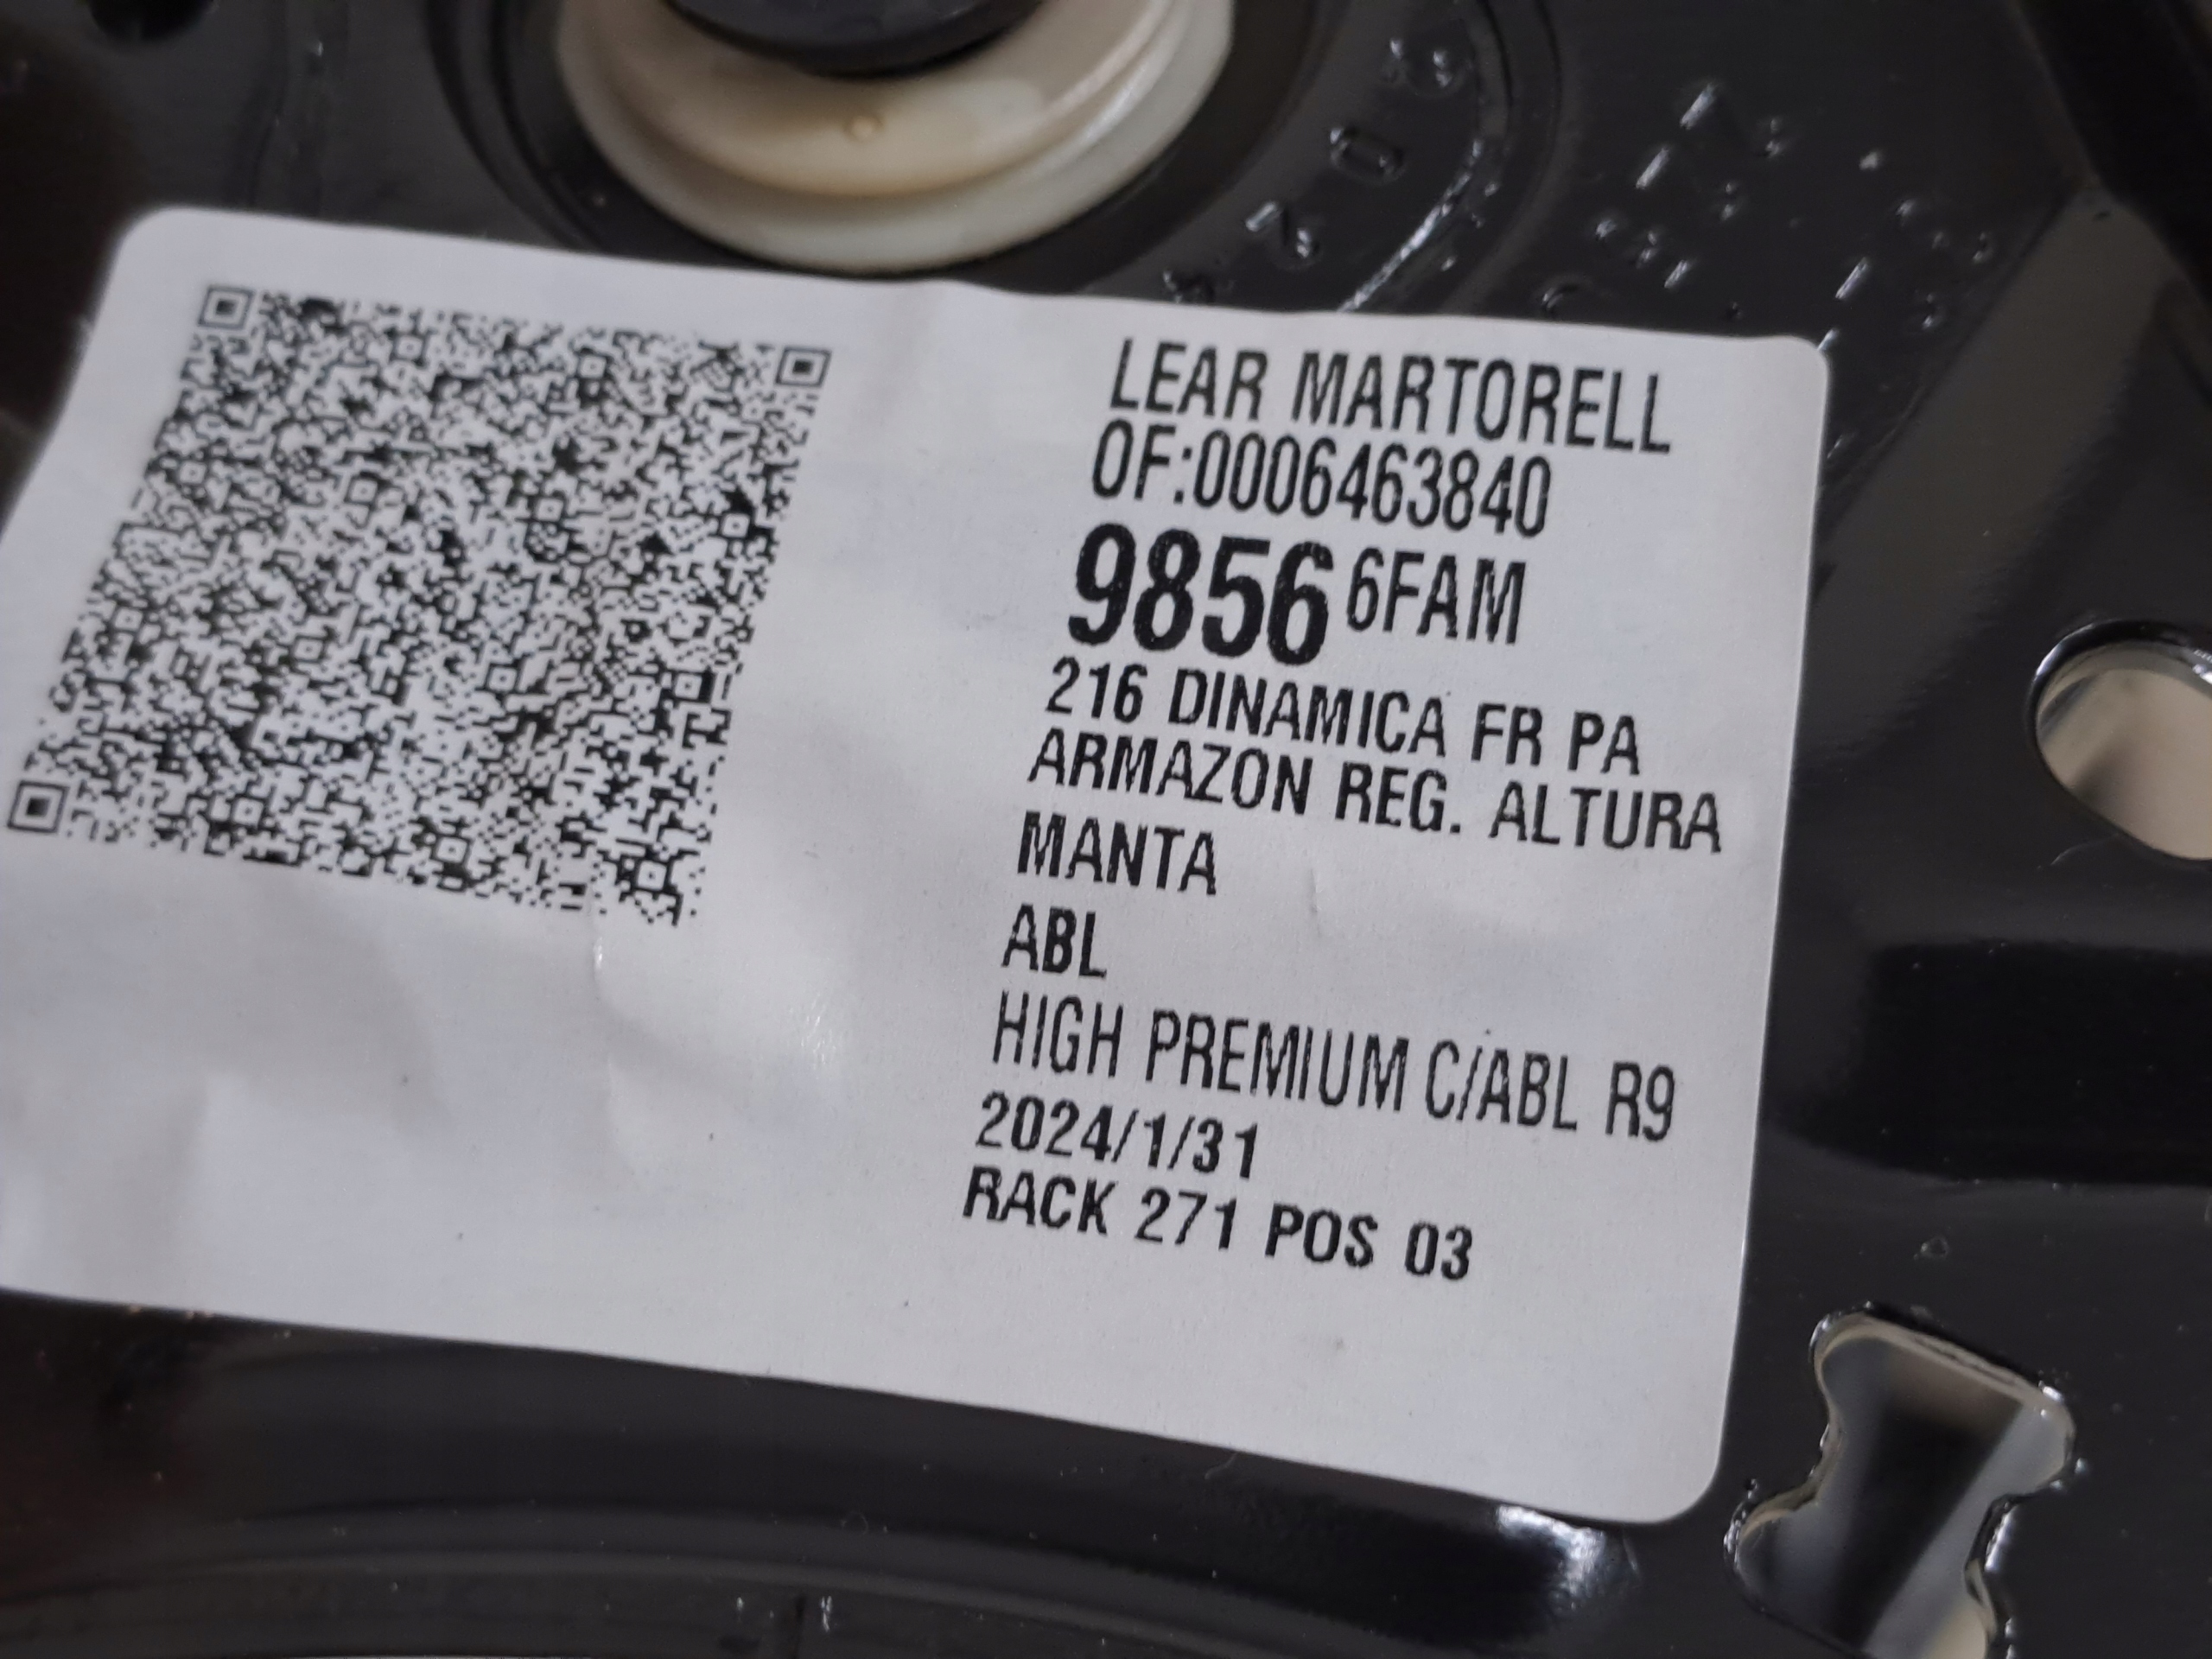 LEAR MARTORELL
OF:0006463840
9856 6FAM
216 DINAMICA FR PA
ARMAZON REG. ALTURA
MANTA
ABL
HIGH PREMIUM C/ABL R9
2024/1/31
RACK 271 POS 03